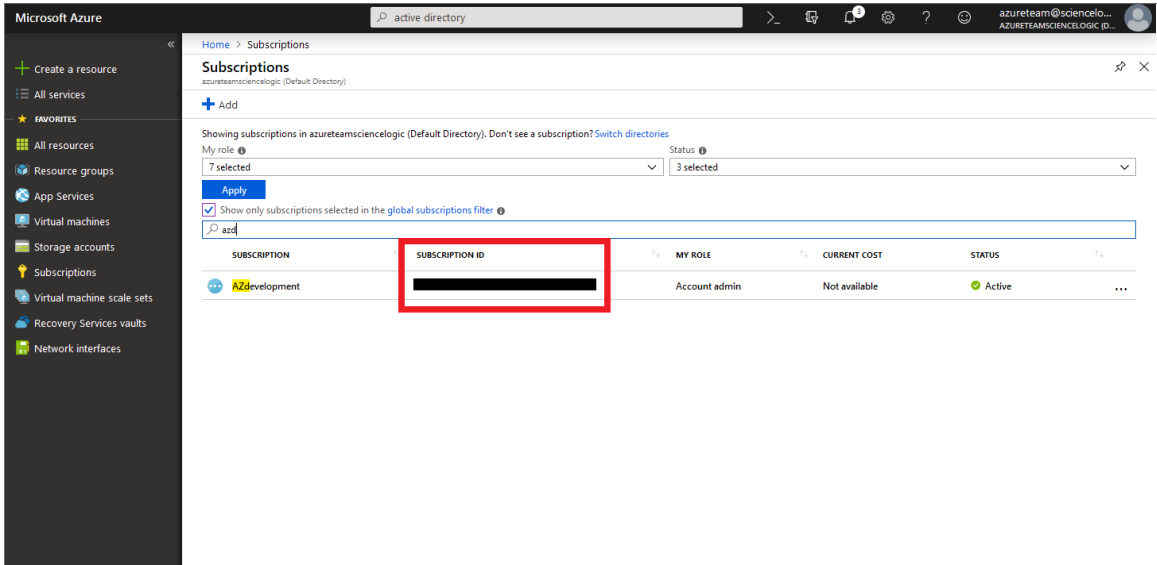 Microsoft Azure
active directory
3
azureteam@sciencelo...
AZURETEAMSCIENCELOGIC (D...
Home > Subscriptions
Create a resource
All services
FAVORITES
All resources
Resource groups
App Services
Virtual machines
Storage accounts
Subscriptions
Virtual machine scale sets
Recovery Services vaults
Network interfaces
Subscriptions
azureteamsciencelogic (Default Directory)
Add
Showing subscriptions in azureteamsciencelogic (Default Directory). Don't see a subscription? Switch directories
My role Status
7 selected 3 selected
Apply
Show only subscriptions selected in the global subscriptions filter
azd
SUBSCRIPTION SUBSCRIPTION ID MY ROLE CURRENT COST STATUS
AZdevelopment Account admin Not available Active ...